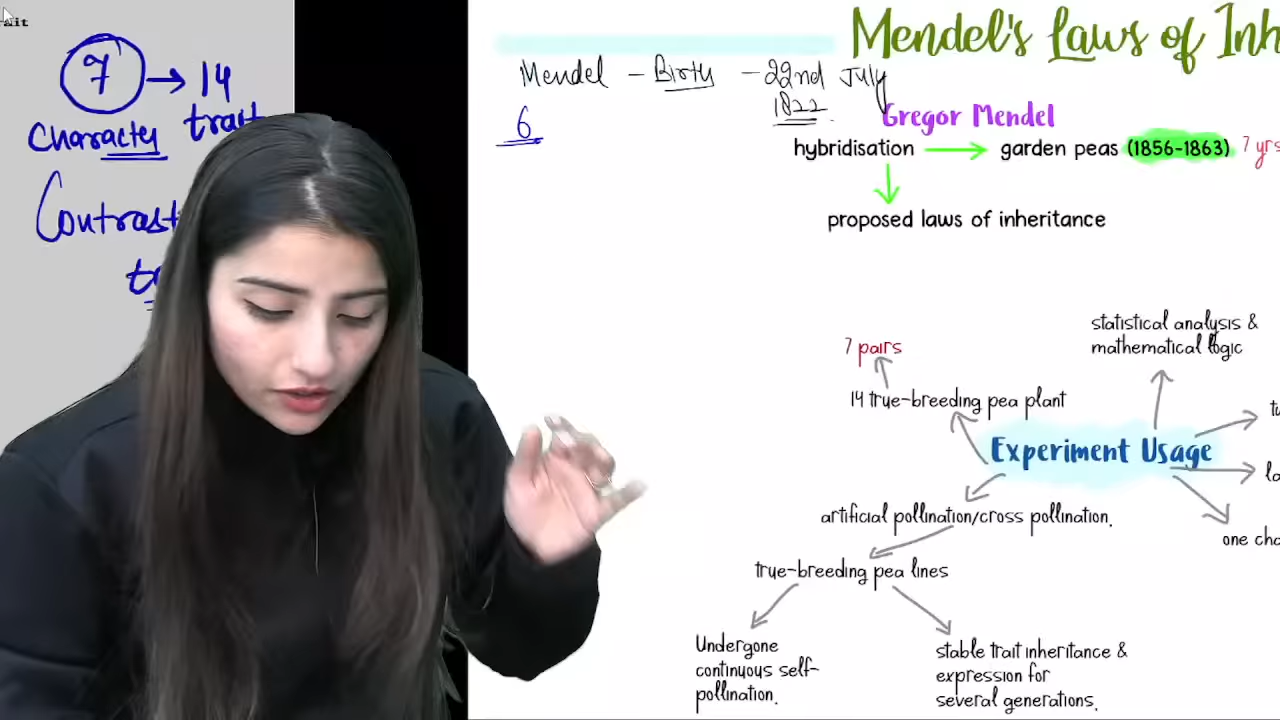 ait
7 → 14
Characty trait
Contrast
Mendel's Laws of Inh
Mendel – Birth – 22nd July
1822
6
Gregor Mendel
hybridisation → garden peas (1856-1863) 7 yrs
proposed laws of inheritance
statistical analysis &
mathematical logic
7 pairs
14 true-breeding pea plant
Experiment Usage
artificial pollination/cross pollination.
one cha
true-breeding pea lines
Undergone
continuous self-
pollination.
stable trait inheritance &
expression for
several generations.